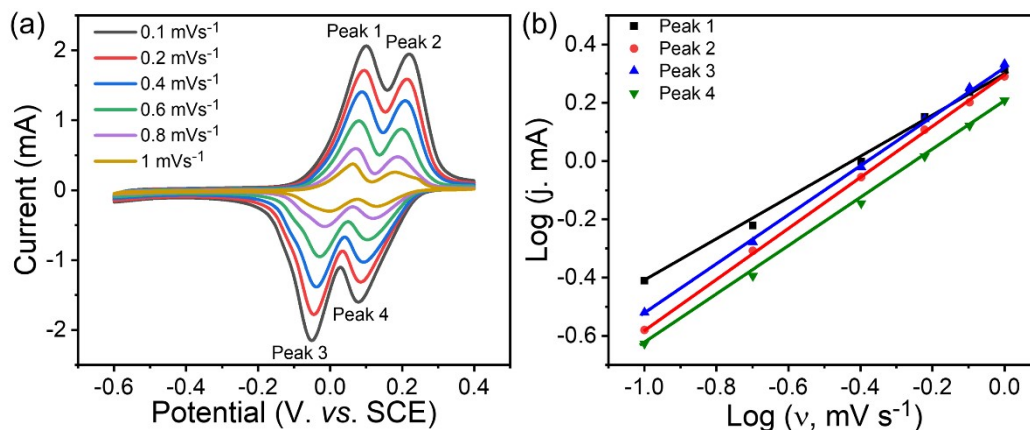 (a)
0.1 mVs⁻¹
0.2 mVs⁻¹
0.4 mVs⁻¹
0.6 mVs⁻¹
0.8 mVs⁻¹
1 mVs⁻¹
Peak 1
Peak 2
Peak 3
Peak 4
2
1
0
-1
-2
Current (mA)
-0.6
-0.4
-0.2
0.0
0.2
0.4
Potential (V. vs. SCE)
(b)
Peak 1
Peak 2
Peak 3
Peak 4
0.4
0.2
0.0
-0.2
-0.4
-0.6
Log (j. mA)
-1.0
-0.8
-0.6
-0.4
-0.2
0.0
Log (ν, mV s⁻¹)